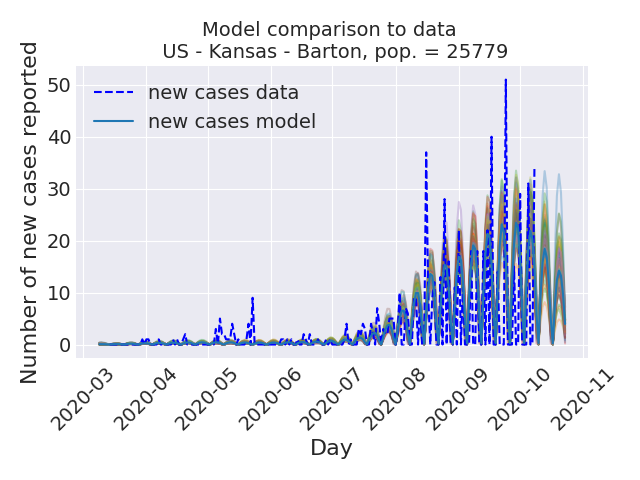 Model comparison to data
US - Kansas - Barton, pop. = 25779
Number of new cases reported
50
40
30
20
10
0
new cases data
new cases model
2020-03
2020-04
2020-05
2020-06
2020-07
2020-08
2020-09
2020-10
2020-11
Day